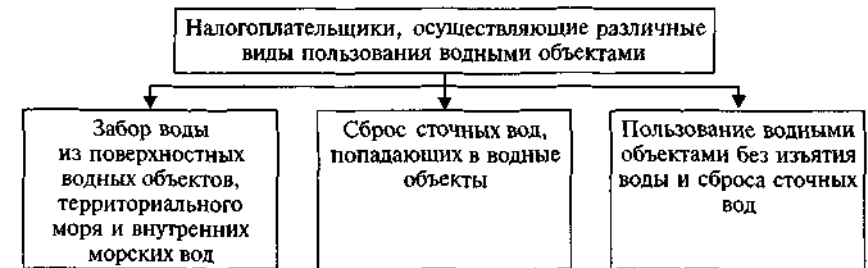 Налогоплательщики, осуществляющие различные
виды пользования водными объектами
Забор воды
из поверхностных
водных объектов,
территориального
моря и внутренних
морских вод
Сброс сточных вод,
попадающих в водные
объекты
Пользование водными
объектами без изъятия
воды и сброса сточных
вод